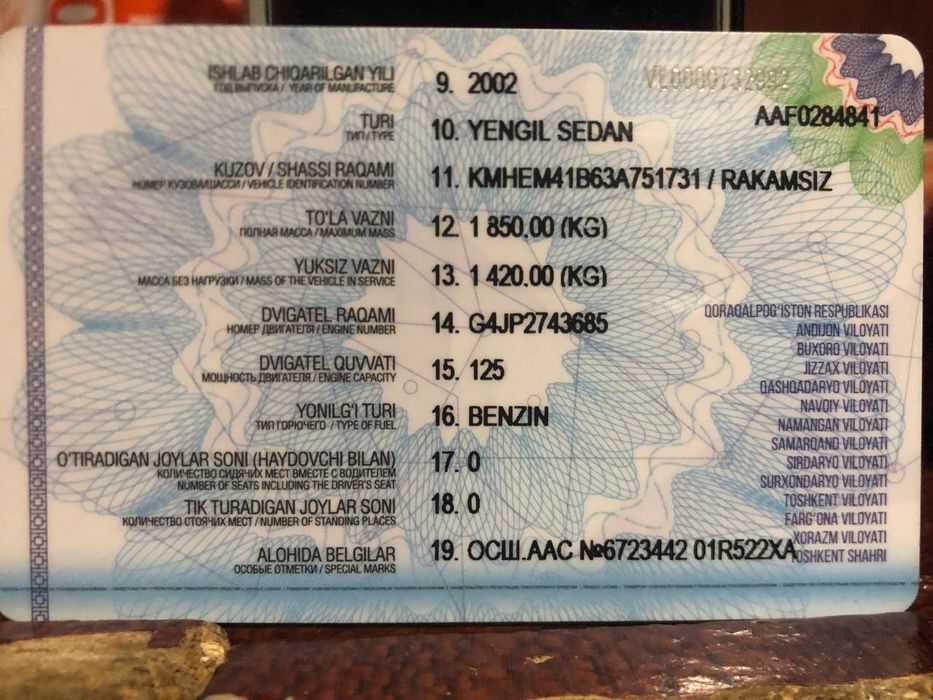 ISHLAB CHIQARILGAN YILI
ГОД ВЫПУСКА / YEAR OF MANUFACTURE
9. 2002
AAF0284841
TURI
ТИП / TYPE
10. YENGIL SEDAN
KUZOV / SHASSI RAQAMI
НОМЕР КУЗОВА/ШАССИ / VEHICLE IDENTIFICATION NUMBER
11. KMHEM41B63A751731 / RAKAMSIZ
TO'LA VAZNI
ПОЛНАЯ МАССА / MAXIMUM MASS
12. 1 850.00 (KG)
YUKSIZ VAZNI
МАССА БЕЗ НАГРУЗКИ / MASS OF THE VEHICLE IN SERVICE
13. 1 420.00 (KG)
DVIGATEL RAQAMI
НОМЕР ДВИГАТЕЛЯ / ENGINE NUMBER
14. G4JP2743685
DVIGATEL QUVVATI
МОЩНОСТЬ ДВИГАТЕЛЯ / ENGINE CAPACITY
15. 125
YONILG'I TURI
ТИП ГОРЮЧЕГО / TYPE OF FUEL
16. BENZIN
O'TIRADIGAN JOYLAR SONI (HAYDOVCHI BILAN)
КОЛИЧЕСТВО СИДЯЧИХ МЕСТ ВМЕСТЕ С ВОДИТЕЛЕМ
NUMBER OF SEATS INCLUDING THE DRIVER'S SEAT
17. 0
TIK TURADIGAN JOYLAR SONI
КОЛИЧЕСТВО СТОЯЧИХ МЕСТ / NUMBER OF STANDING PLACES
18. 0
ALOHIDA BELGILAR
ОСОБЫЕ ОТМЕТКИ / SPECIAL MARKS
19. ОСШ.ААС №6723442 01R522XA
QORAQALPOG'ISTON RESPUBLIKASI
ANDIJON VILOYATI
BUXORO VILOYATI
JIZZAX VILOYATI
QASHQADARYO VILOYATI
NAVOIY VILOYATI
NAMANGAN VILOYATI
SAMARQAND VILOYATI
SIRDARYO VILOYATI
SURXONDARYO VILOYATI
TOSHKENT VILOYATI
FARG'ONA VILOYATI
XORAZM VILOYATI
TOSHKENT SHAHRI